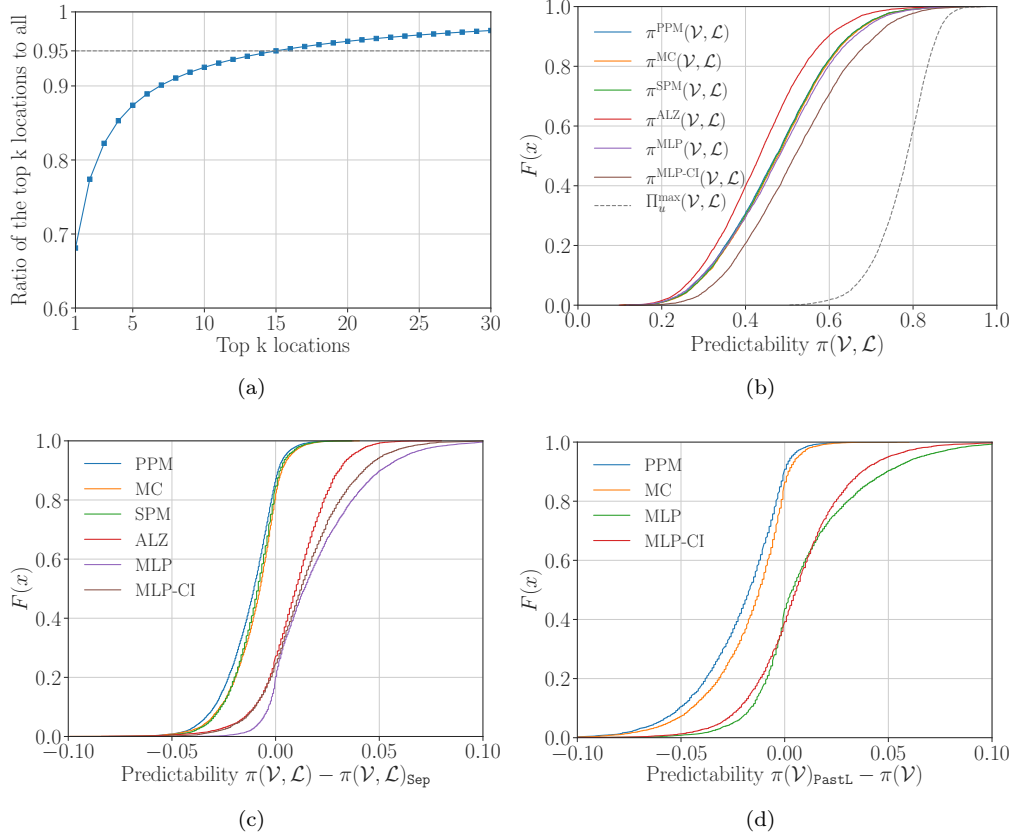 Ratio of the top k locations to all
1
0.95
0.9
0.8
0.7
0.6
1 5 10 15 20 25 30
Top k locations
(a)
F(x)
1.0
0.8
0.6
0.4
0.2
0.0
π^PPM(𝒱, ℒ)
π^MC(𝒱, ℒ)
π^SPM(𝒱, ℒ)
π^ALZ(𝒱, ℒ)
π^MLP(𝒱, ℒ)
π^MLP-CI(𝒱, ℒ)
Π_u^max(𝒱, ℒ)
0.0 0.2 0.4 0.6 0.8 1.0
Predictability π(𝒱, ℒ)
(b)
F(x)
1.0
0.8
0.6
0.4
0.2
0.0
PPM
MC
SPM
ALZ
MLP
MLP-CI
−0.10 −0.05 0.00 0.05 0.10
Predictability π(𝒱, ℒ) − π(𝒱, ℒ)_Sep
(c)
F(x)
1.0
0.8
0.6
0.4
0.2
0.0
PPM
MC
MLP
MLP-CI
−0.10 −0.05 0.00 0.05 0.10
Predictability π(𝒱)_PastL − π(𝒱)
(d)